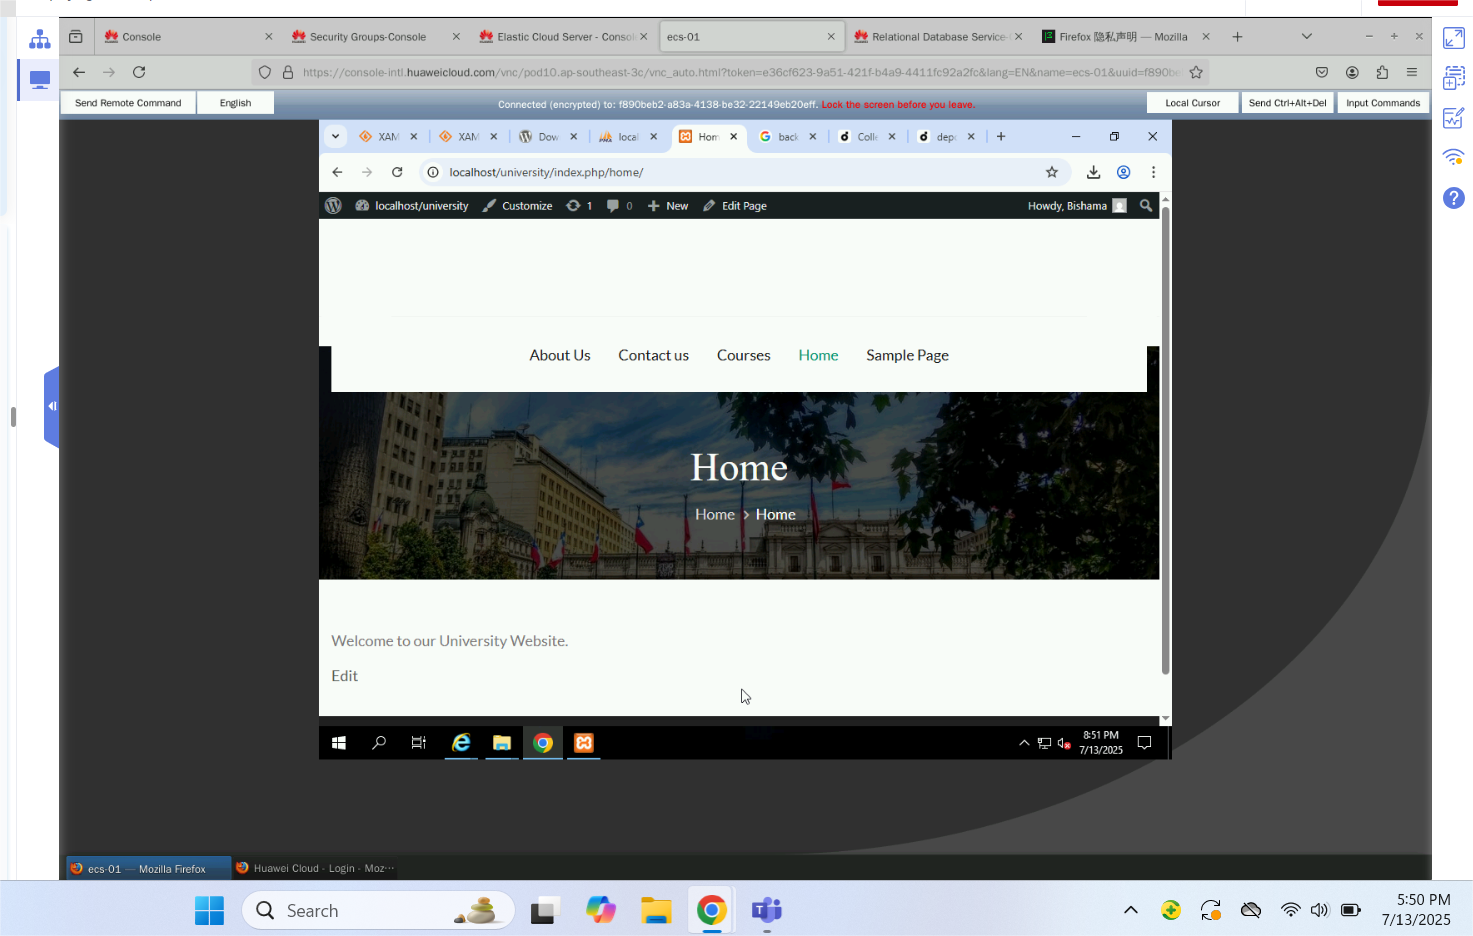 Console
Security Groups-Console
Elastic Cloud Server - Consol
ecs-01
Relational Database Service-
Firefox 隐私声明 — Mozilla
https://console-intl.huaweicloud.com/vnc/pod10.ap-southeast-3c/vnc_auto.html?token=e36cf623-9a51-421f-b4a9-4411fc92a2fc&lang=EN&name=ecs-01&uuid=f890be
Send Remote Command
English
Connected (encrypted) to: f890beb2-a83a-4138-be32-22149eb20eff. Lock the screen before you leave.
Local Cursor
Send Ctrl+Alt+Del
Input Commands
XAM
XAM
Dow
local
Hom
back
Colle
depo
localhost/university/index.php/home/
localhost/university
Customize
1
0
New
Edit Page
Howdy, Bishama
About Us
Contact us
Courses
Home
Sample Page
Home
Home > Home
Welcome to our University Website.
Edit
8:51 PM
7/13/2025
ecs-01 — Mozilla Firefox
Huawei Cloud - Login - Moz···
Search
5:50 PM
7/13/2025